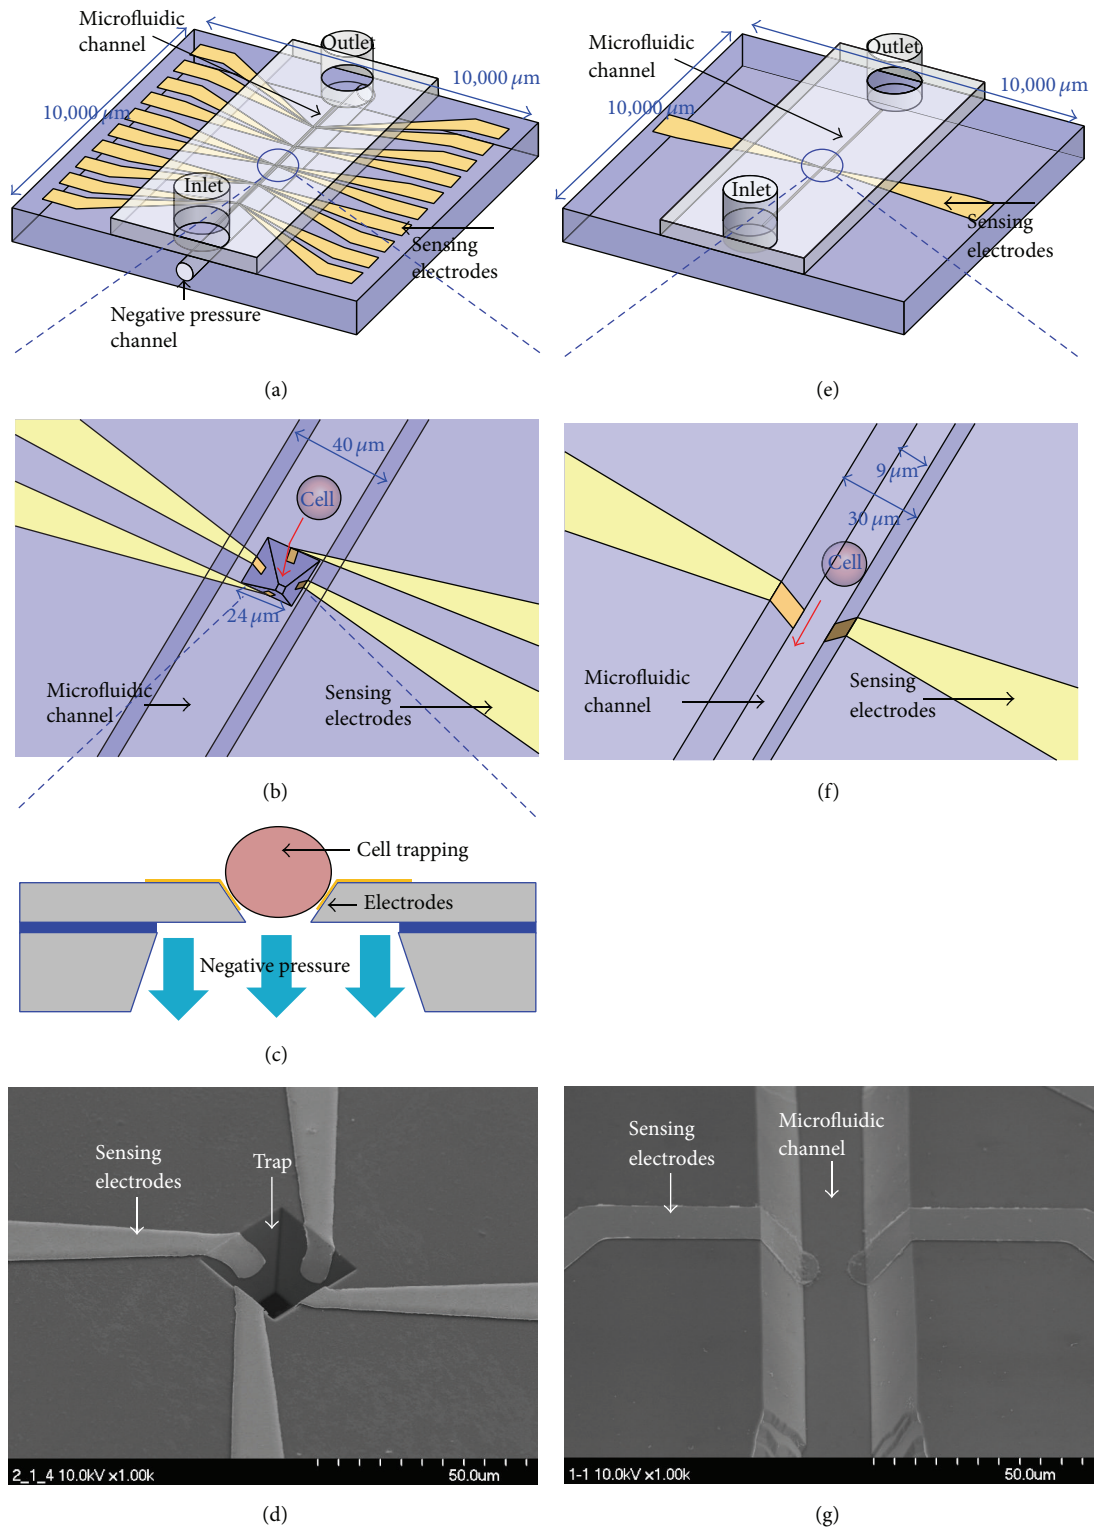 Microfluidic
channel
Outlet
10,000 μm
10,000 μm
Inlet
Sensing
electrodes
Negative pressure
channel
(a)
Microfluidic
channel
Outlet
10,000 μm
10,000 μm
Inlet
Sensing
electrodes
(e)
40 μm
Cell
24 μm
Microfluidic
channel
Sensing
electrodes
(b)
9 μm
30 μm
Cell
Microfluidic
channel
Sensing
electrodes
(f)
Cell trapping
Electrodes
Negative pressure
(c)
Sensing
electrodes
Trap
2_1_4 10.0kV x1.00k 50.0um
(d)
Sensing
electrodes
Microfluidic
channel
1-1 10.0kV x1.00k 50.0um
(g)